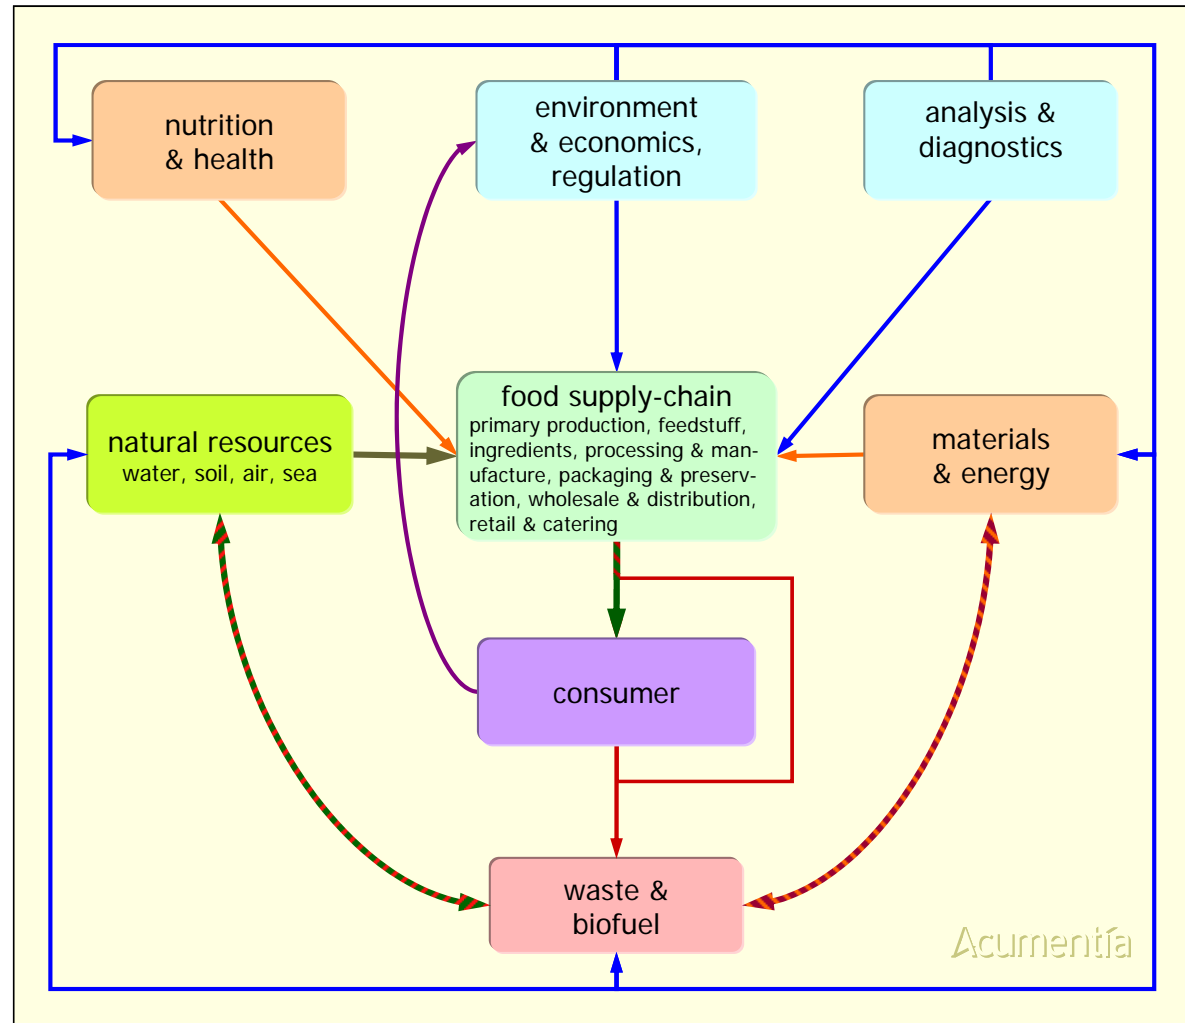 nutrition
& health
environment
& economics,
regulation
analysis &
diagnostics
natural resources
water, soil, air, sea
food supply-chain
primary production, feedstuff,
ingredients, processing & man-
ufacture, packaging & preserv-
ation, wholesale & distribution,
retail & catering
materials
& energy
consumer
waste &
biofuel
Acumentía